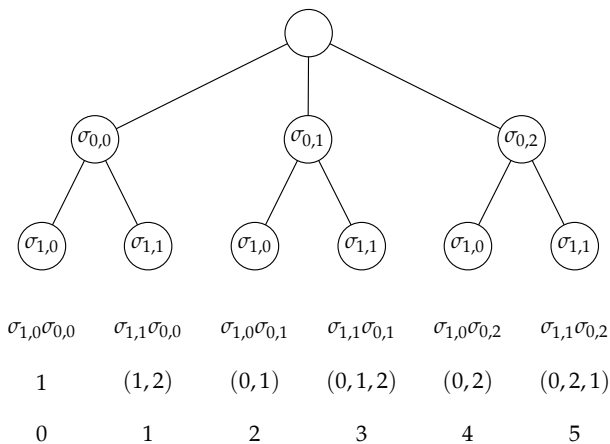 σ0,0 σ0,1 σ0,2
σ1,0 σ1,1 σ1,0 σ1,1 σ1,0 σ1,1
σ1,0σ0,0 σ1,1σ0,0 σ1,0σ0,1 σ1,1σ0,1 σ1,0σ0,2 σ1,1σ0,2
1 (1, 2) (0, 1) (0, 1, 2) (0, 2) (0, 2, 1)
0 1 2 3 4 5